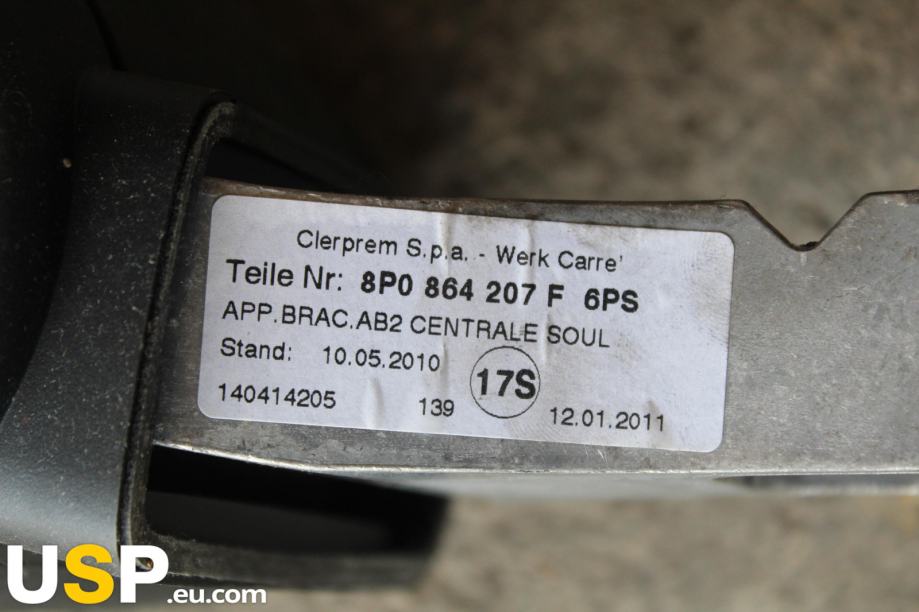 Clerprem S.p.a. - Werk Carre'
Teile Nr: 8P0 864 207 F 6PS
APP.BRAC.AB2 CENTRALE SOUL
Stand: 10.05.2010
17S
140414205 139 12.01.2011
USP.eu.com